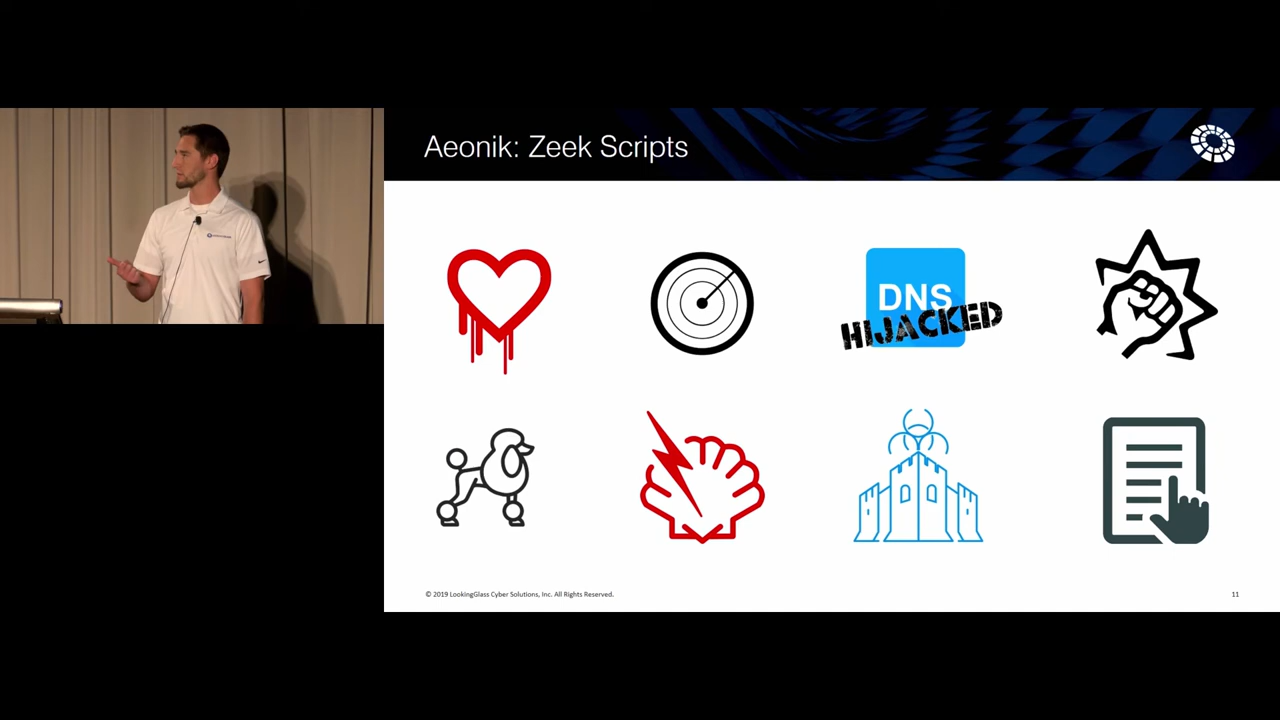 Aeonik: Zeek Scripts
DNS
HIJACKED
© 2019 LookingGlass Cyber Solutions, Inc. All Rights Reserved.
11